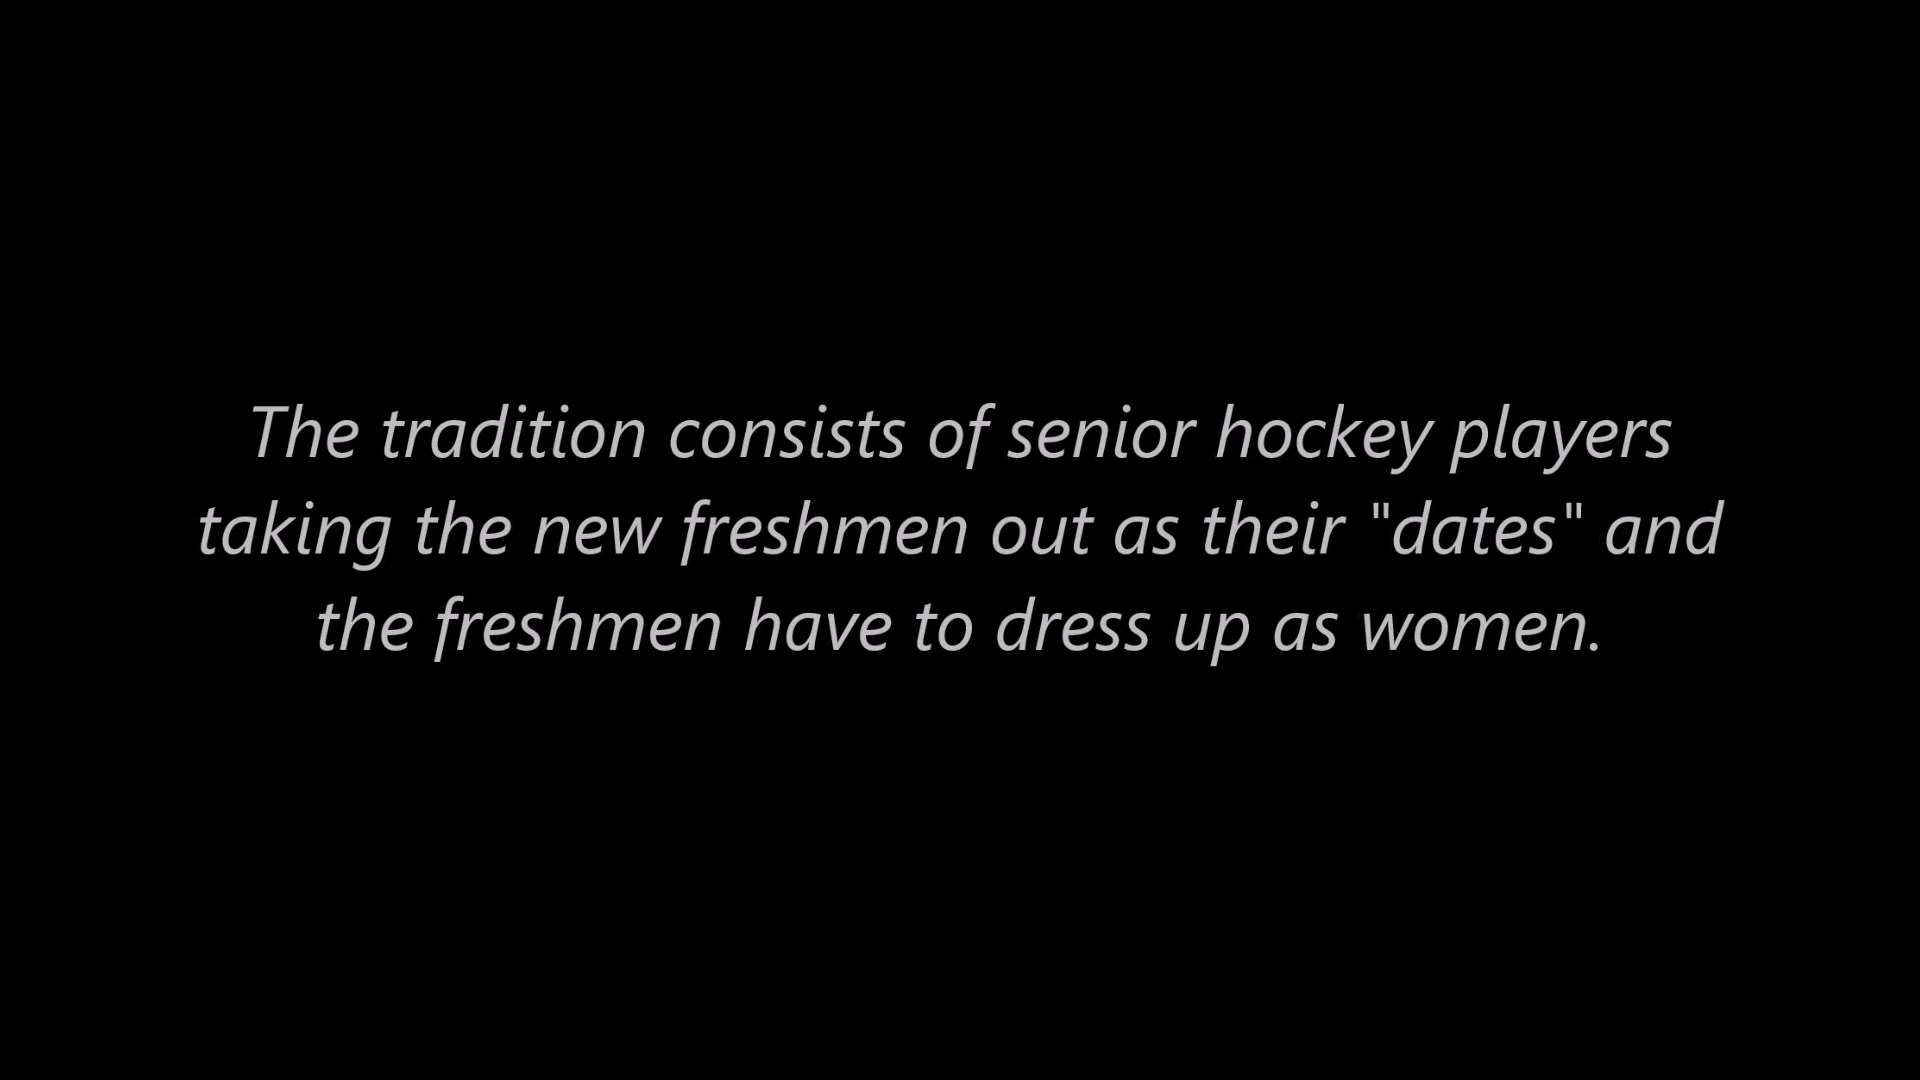 The tradition consists of senior hockey players
taking the new freshmen out as their "dates" and
the freshmen have to dress up as women.